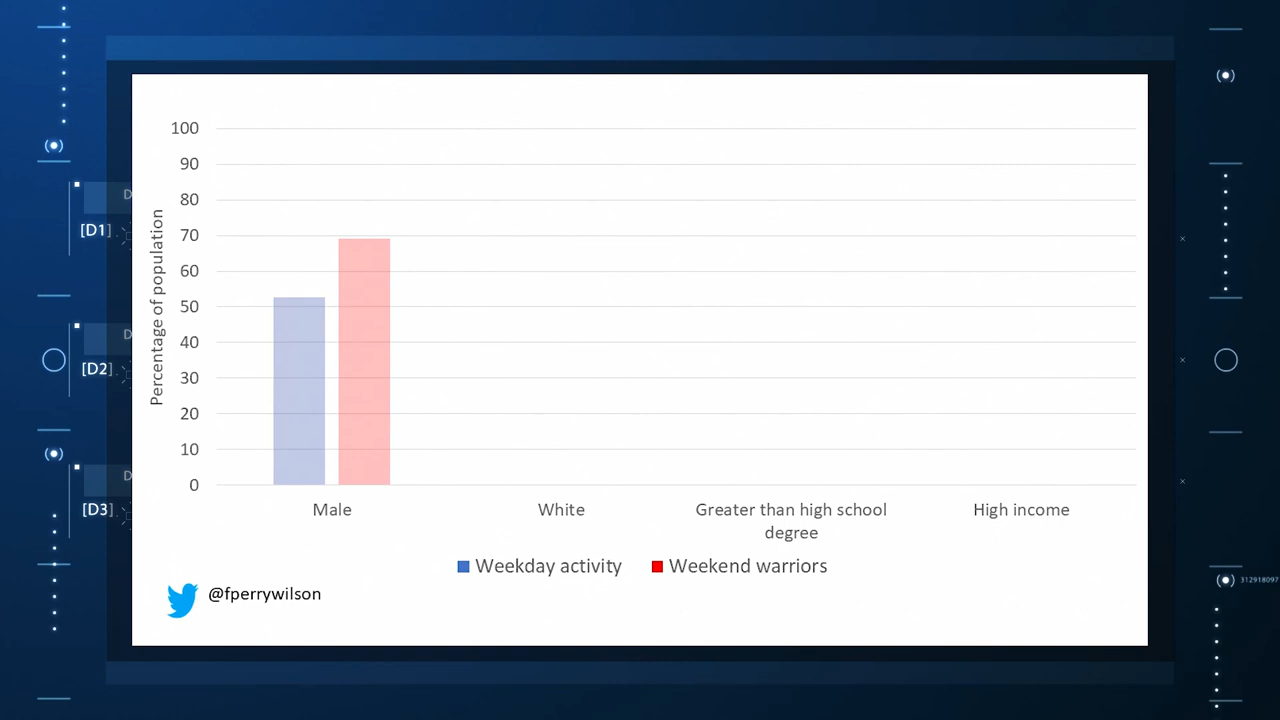 100
90
80
70
60
50
40
30
20
10
0
Percentage of population
Male
White
Greater than high school
degree
High income
Weekday activity
Weekend warriors
@fperrywilson
D
[D1]
D
[D2]
D
[D3]
312918097